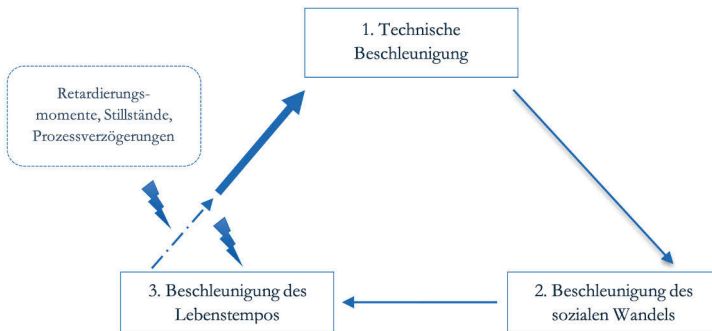 1. Technische
Beschleunigung
Retardierungs-
momente, Stillstände,
Prozessverzögerungen
3. Beschleunigung des
Lebenstempos
2. Beschleunigung des
sozialen Wandels